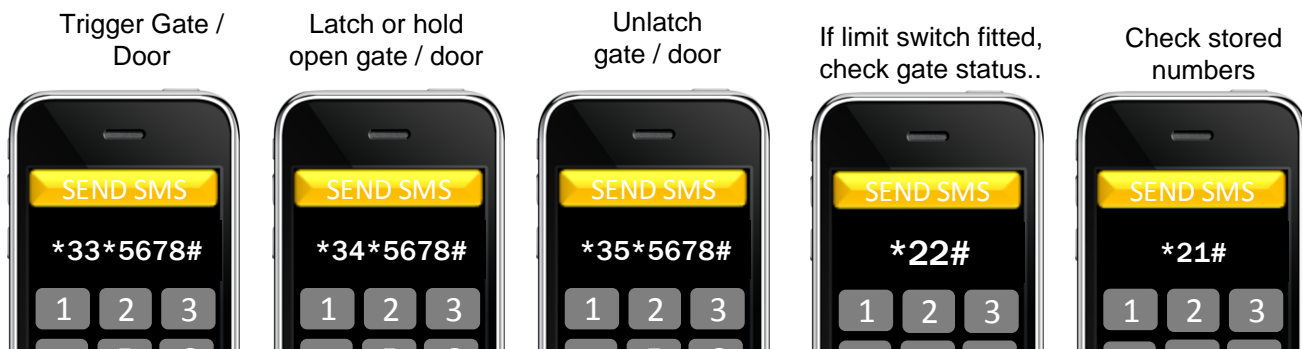 Trigger Gate /
Door
Latch or hold
open gate / door
Unlatch
gate / door
If limit switch fitted,
check gate status..
Check stored
numbers
SEND SMS
*33*5678#
1 2 3
SEND SMS
*34*5678#
1 2 3
SEND SMS
*35*5678#
1 2 3
SEND SMS
*22#
1 2 3
SEND SMS
*21#
1 2 3